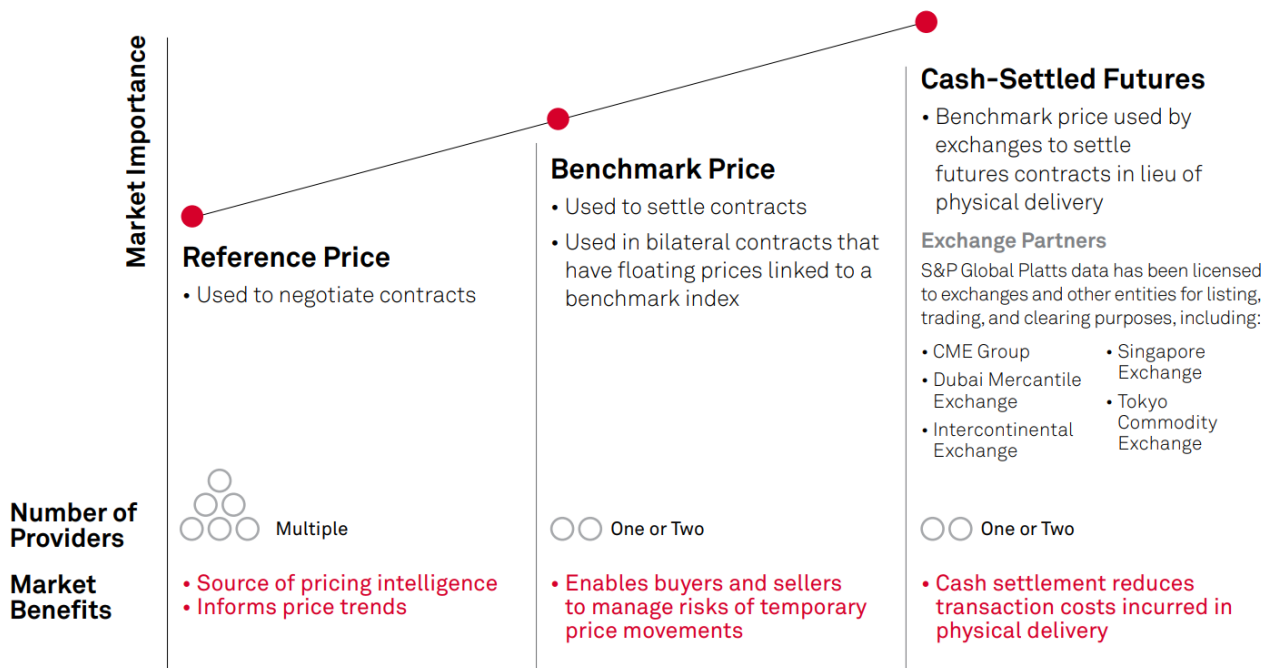 Market Importance
Reference Price
• Used to negotiate contracts
Benchmark Price
• Used to settle contracts
• Used in bilateral contracts that
have floating prices linked to a
benchmark index
Cash-Settled Futures
• Benchmark price used by
exchanges to settle
futures contracts in lieu of
physical delivery
Exchange Partners
S&P Global Platts data has been licensed
to exchanges and other entities for listing,
trading, and clearing purposes, including:
• CME Group
• Dubai Mercantile
Exchange
• Intercontinental
Exchange
• Singapore
Exchange
• Tokyo
Commodity
Exchange
Number of
Providers
Multiple
One or Two
One or Two
Market
Benefits
• Source of pricing intelligence
• Informs price trends
• Enables buyers and sellers
to manage risks of temporary
price movements
• Cash settlement reduces
transaction costs incurred in
physical delivery